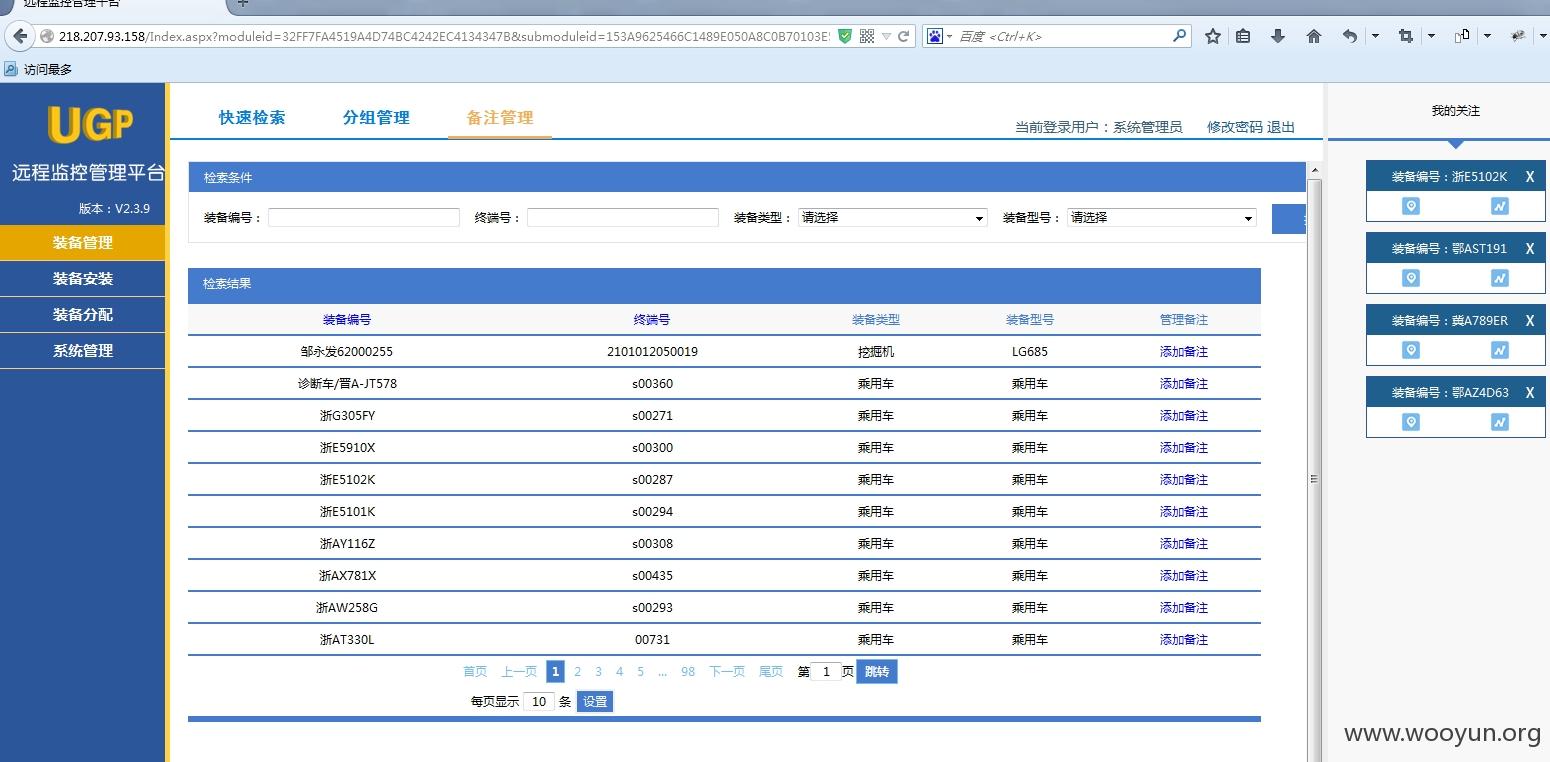 远程监控管理平台
218.207.93.158/Index.aspx?moduleid=32FF7FA4519A4D74BC4242EC4134347B&submoduleid=153A9625466C1489E050A8C0B70103E
百度 <Ctrl+K>
访问最多
UGP
远程监控管理平台
版本：V2.3.9
装备管理
装备安装
装备分配
系统管理
快速检索 分组管理 备注管理
当前登录用户：系统管理员 修改密码 退出
检索条件
装备编号： 终端号： 装备类型： 请选择 装备型号： 请选择
检索结果
装备编号 终端号 装备类型 装备型号 管理备注
邹永发62000255 2101012050019 挖掘机 LG685 添加备注
诊断车/晋A-JT578 s00360 乘用车 乘用车 添加备注
浙G305FY s00271 乘用车 乘用车 添加备注
浙E5910X s00300 乘用车 乘用车 添加备注
浙E5102K s00287 乘用车 乘用车 添加备注
浙E5101K s00294 乘用车 乘用车 添加备注
浙AY116Z s00308 乘用车 乘用车 添加备注
浙AX781X s00435 乘用车 乘用车 添加备注
浙AW258G s00293 乘用车 乘用车 添加备注
浙AT330L 00731 乘用车 乘用车 添加备注
首页 上一页 1 2 3 4 5 ... 98 下一页 尾页 第 1 页 跳转
每页显示 10 条 设置
我的关注
装备编号：浙E5102K X
装备编号：鄂AST191 X
装备编号：冀A789ER X
装备编号：鄂AZ4D63 X
www.wooyun.org